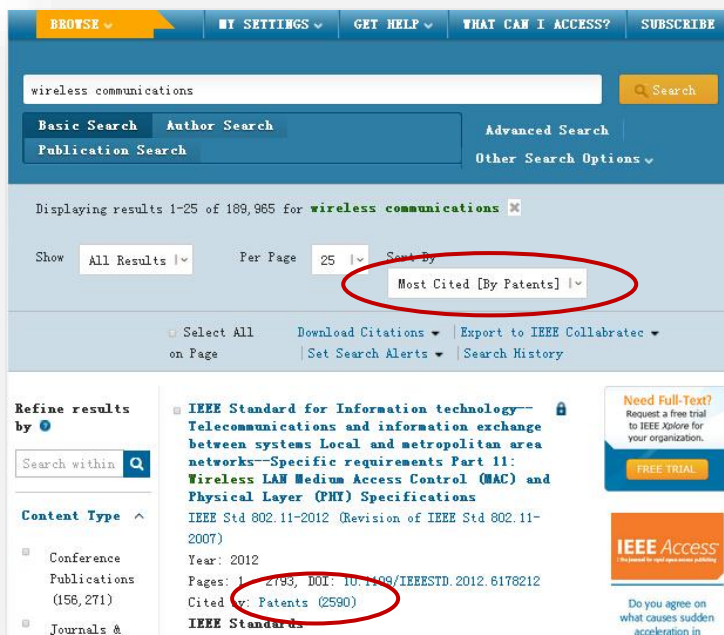 BROWSE
MY SETTINGS
GET HELP
WHAT CAN I ACCESS?
SUBSCRIBE
wireless communications
Search
Basic Search
Author Search
Publication Search
Advanced Search
Other Search Options
Displaying results 1-25 of 189,965 for wireless communications
Show
All Results
Per Page
25
Sort By
Most Cited [By Patents]
Select All
on Page
Download Citations
Export to IEEE Collabratec
Set Search Alerts
Search History
Refine results
by
Search within
Content Type
Conference
Publications
(156,271)
Journals &
IEEE Standard for Information technology--
Telecommunications and information exchange
between systems Local and metropolitan area
networks--Specific requirements Part 11:
Wireless LAN Medium Access Control (MAC) and
Physical Layer (PHY) Specifications
IEEE Std 802.11-2012 (Revision of IEEE Std 802.11-
2007)
Year: 2012
Pages: 1 - 2793, DOI: 10.1109/IEEESTD.2012.6178212
Cited by: Patents (2590)
IEEE Standards
Need Full-Text?
Request a free trial
to IEEE Xplore for
your organization.
FREE TRIAL
IEEE Access
Do you agree on
what causes sudden
acceleration in